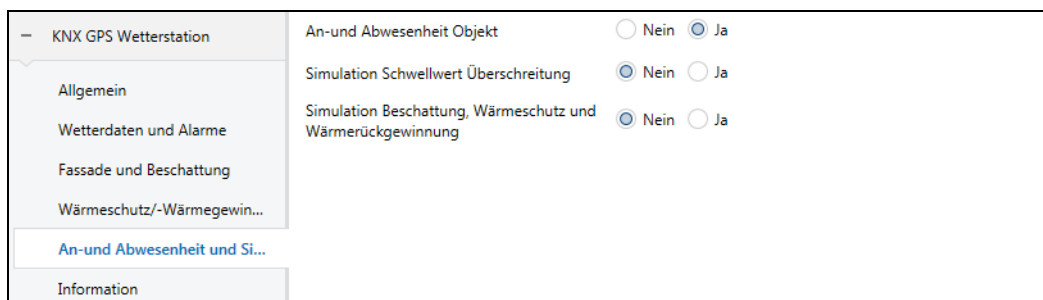 − KNX GPS Wetterstation
Allgemein
Wetterdaten und Alarme
Fassade und Beschattung
Wärmeschutz/-Wärmegewin...
An-und Abwesenheit und Si...
Information
An-und Abwesenheit Objekt Nein Ja
Simulation Schwellwert Überschreitung Nein Ja
Simulation Beschattung, Wärmeschutz und
Wärmerückgewinnung Nein Ja